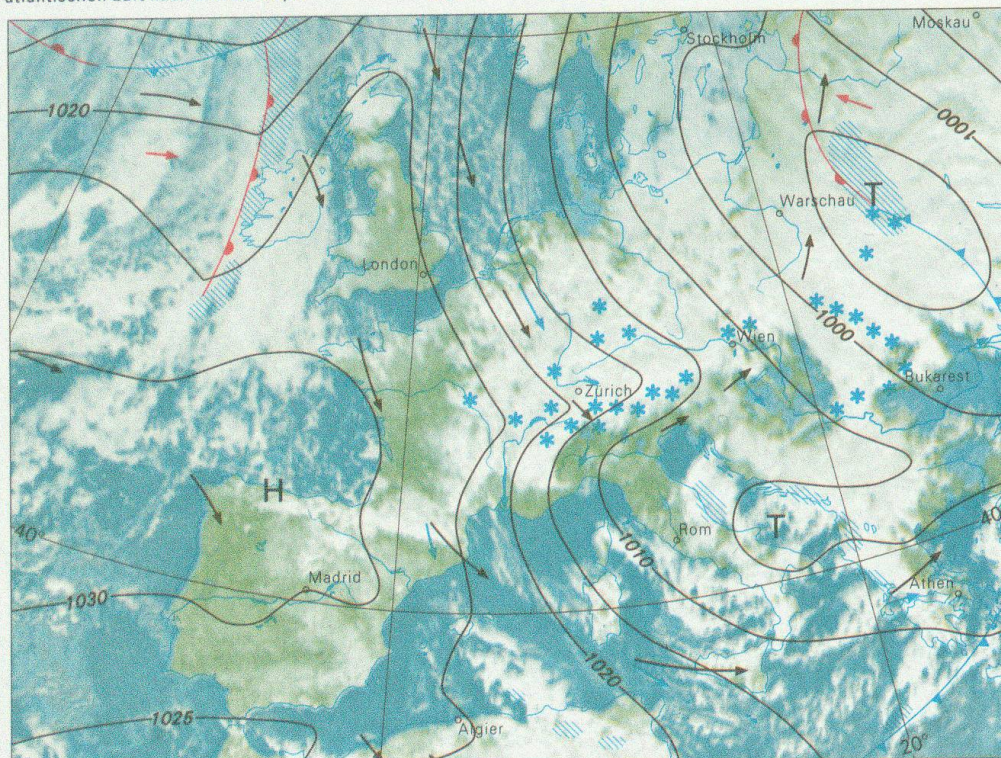 Moskau
Stockholm
1020
1000
T
Warschau
London
1000
Wien
Bukarest
Zürich
H
40°
40
Rom
T
1010
Madrid
Athen
1030
1020
1025
Algier
20°